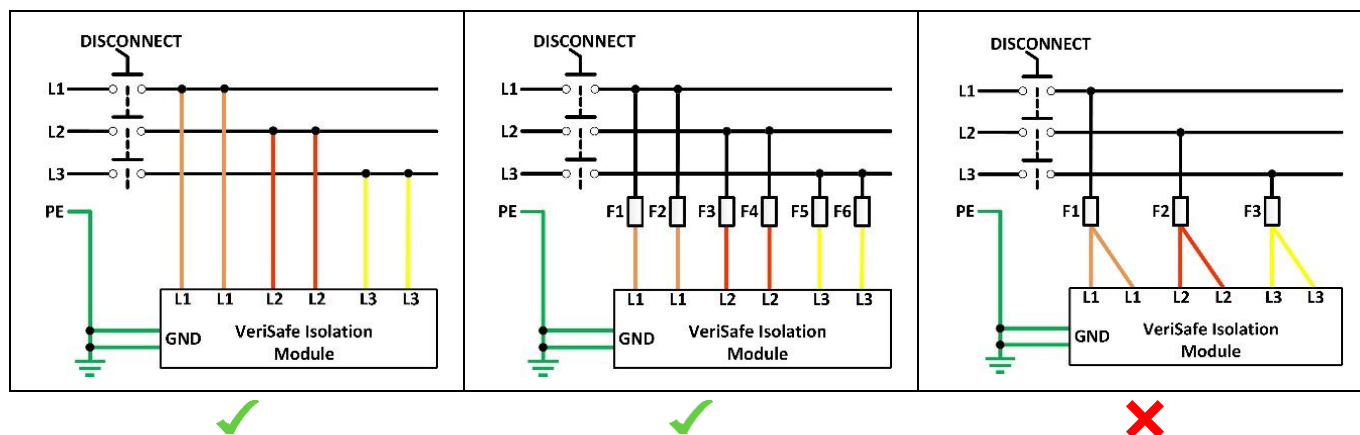 DISCONNECT
L1
L2
L3
PE
L1 L1 L2 L2 L3 L3
GND
VeriSafe Isolation
Module
DISCONNECT
L1
L2
L3
PE
F1 F2 F3 F4 F5 F6
L1 L1 L2 L2 L3 L3
GND
VeriSafe Isolation
Module
DISCONNECT
L1
L2
L3
PE
F1 F2 F3
L1 L1 L2 L2 L3 L3
GND
VeriSafe Isolation
Module